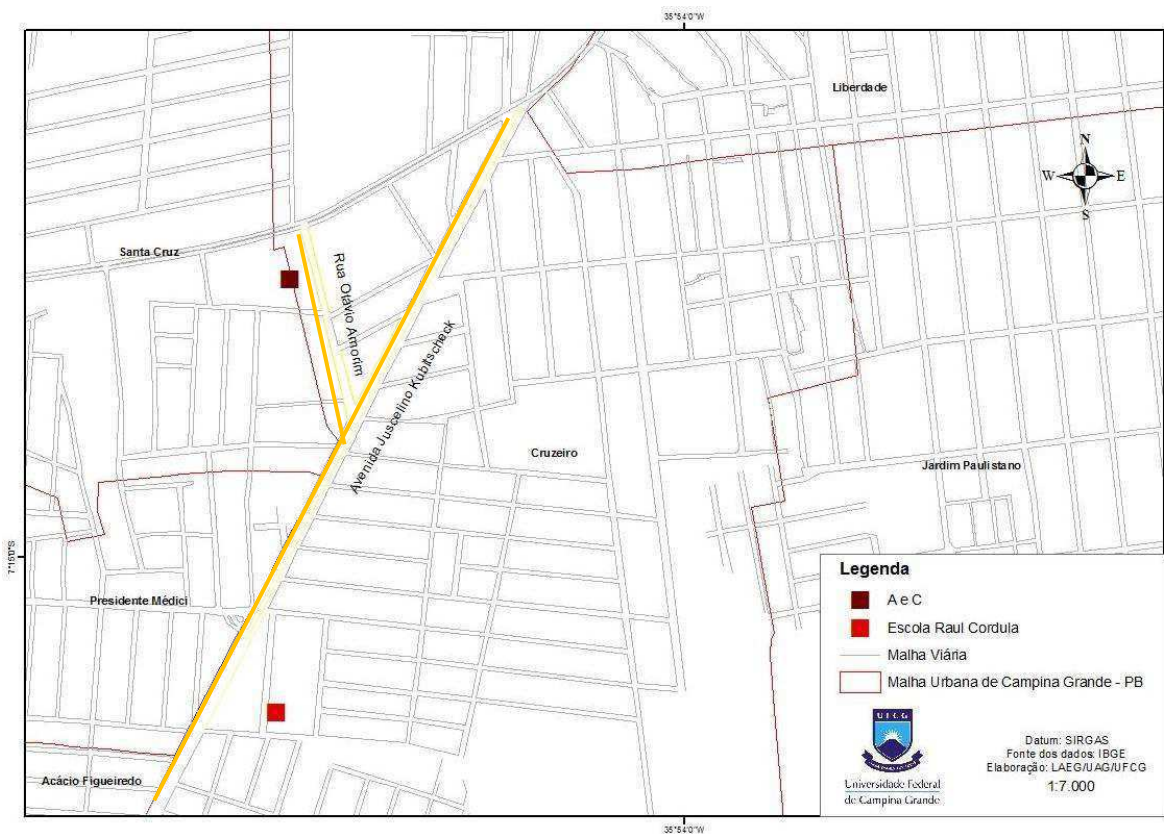 35°54'0"W
Liberdade
N
W E
S
Santa Cruz
Rua Otávio Amorim
Avenida Juscelino Kubitscheck
Cruzeiro
Jardim Paulistano
7°15'0"S
Presidente Médici
Acácio Figueiredo
Legenda
A e C
Escola Raul Cordula
Malha Viária
Malha Urbana de Campina Grande - PB
UFCG
Universidade Federal
de Campina Grande
Datum: SIRGAS
Fonte dos dados: IBGE
Elaboração: LAEG/UAG/UFCG
1:7.000
35°54'0"W